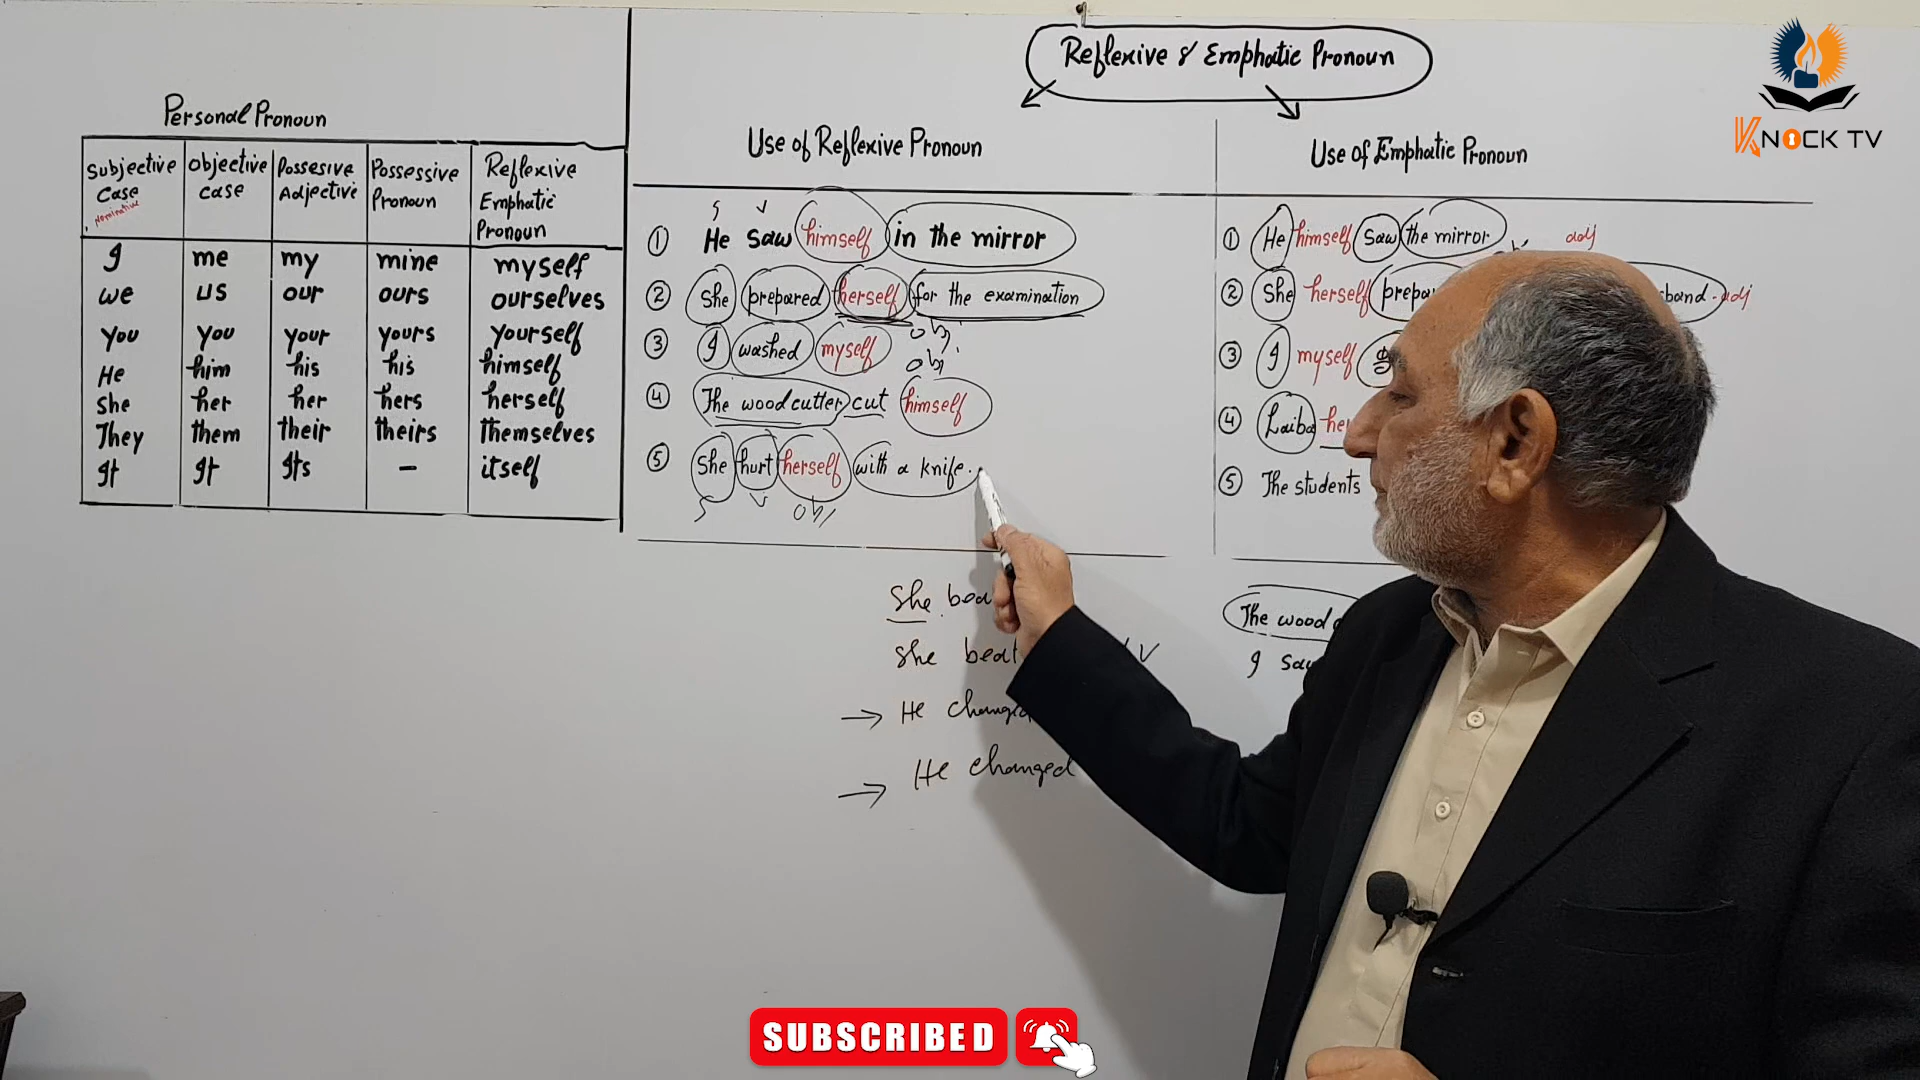 Reflexive & Emphatic Pronoun
KNOCK TV
Personal Pronoun
Subjective Case Nominative | Objective case | Possesive Adjective | Possessive Pronoun | Reflexive Emphatic Pronoun
I me my mine myself
we us our ours ourselves
You you your yours yourself
He him his his himself
She her her hers herself
They them their theirs themselves
It It Its – itself
Use of Reflexive Pronoun
S V
① He saw himself in the mirror
② She prepared herself for the examination
obj
③ I washed myself
obj
④ The woodcutter cut himself
⑤ She hurt herself with a knife.
S V obj
She
She beat V
→ He changed
→ He changed
Use of Emphatic Pronoun
① He himself saw the mirror
adj
② She herself adj
③ I myself
④ Laiba
⑤ The students
The wood
I
SUBSCRIBED